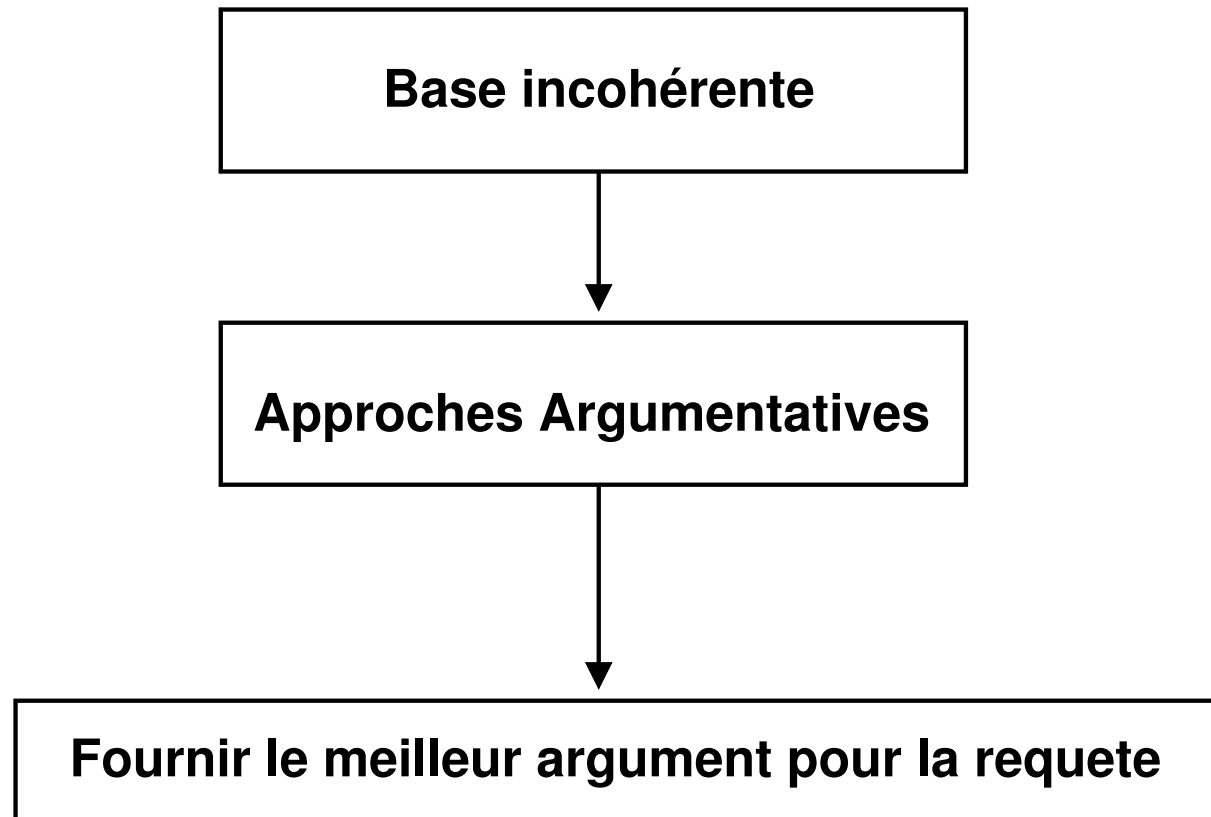 Base incohérente
Approches Argumentatives
Fournir le meilleur argument pour la requete